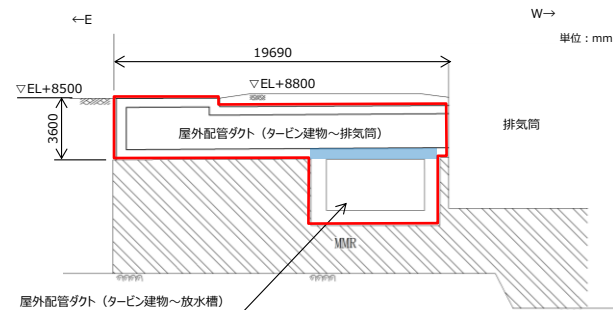 ←E
W→
単位:mm
19690
▽EL+8500
▽EL+8800
3600
屋外配管ダクト(タービン建物~排気筒)
排気筒
MMR
屋外配管ダクト(タービン建物~放水槽)